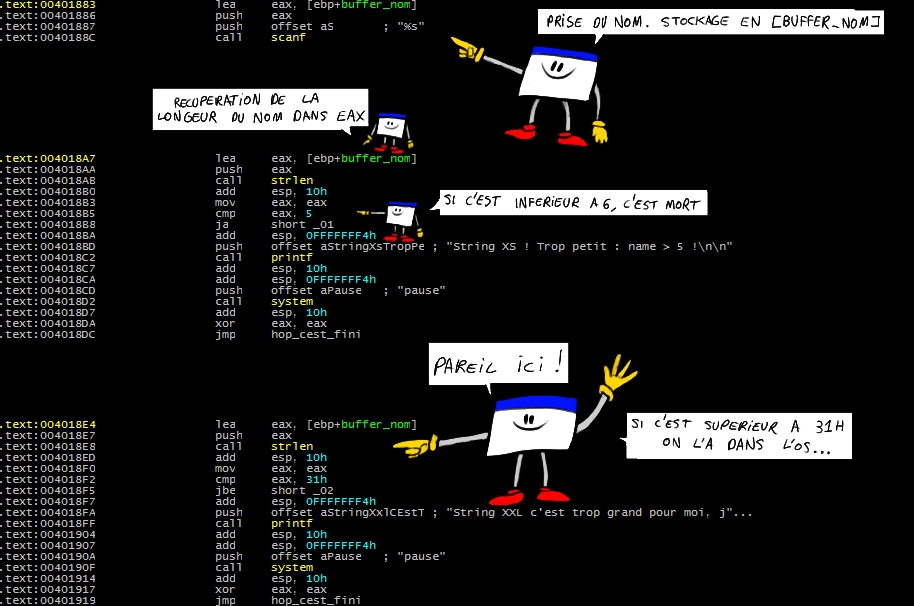 .text:00401883 lea eax, [ebp+buffer_nom]
.text:00401886 push eax
.text:00401887 push offset aS ; "%s"
.text:0040188C call scanf
PRISE DU NOM. STOCKAGE EN [BUFFER_NOM]
RECUPERATION DE LA
LONGEUR DU NOM DANS EAX
.text:004018A7 lea eax, [ebp+buffer_nom]
.text:004018AA push eax
.text:004018AB call strlen
.text:004018B0 add esp, 10h
.text:004018B3 mov eax, eax
.text:004018B5 cmp eax, 5
.text:004018B8 ja short _01
.text:004018BA add esp, 0FFFFFFF4h
.text:004018BD push offset aStringXsTropPe ; "String XS ! Trop petit : name > 5 !\n\n"
.text:004018C2 call printf
.text:004018C7 add esp, 10h
.text:004018CA add esp, 0FFFFFFF4h
.text:004018CD push offset aPause ; "pause"
.text:004018D2 call system
.text:004018D7 add esp, 10h
.text:004018DA xor eax, eax
.text:004018DC jmp hop_cest_fini
SI C'EST INFERIEUR A 6, C'EST MORT
PAREIL ICI !
.text:004018E4 lea eax, [ebp+buffer_nom]
.text:004018E7 push eax
.text:004018E8 call strlen
.text:004018ED add esp, 10h
.text:004018F0 mov eax, eax
.text:004018F2 cmp eax, 31h
.text:004018F5 jbe short _02
.text:004018F7 add esp, 0FFFFFFF4h
.text:004018FA push offset aStringXxlCEstT ; "String XXL c'est trop grand pour moi, j"...
.text:004018FF call printf
.text:00401904 add esp, 10h
.text:00401907 add esp, 0FFFFFFF4h
.text:0040190A push offset aPause ; "pause"
.text:0040190F call system
.text:00401914 add esp, 10h
.text:00401917 xor eax, eax
.text:00401919 jmp hop_cest_fini
SI C'EST SUPERIEUR A 31H
ON L'A DANS L'OS...